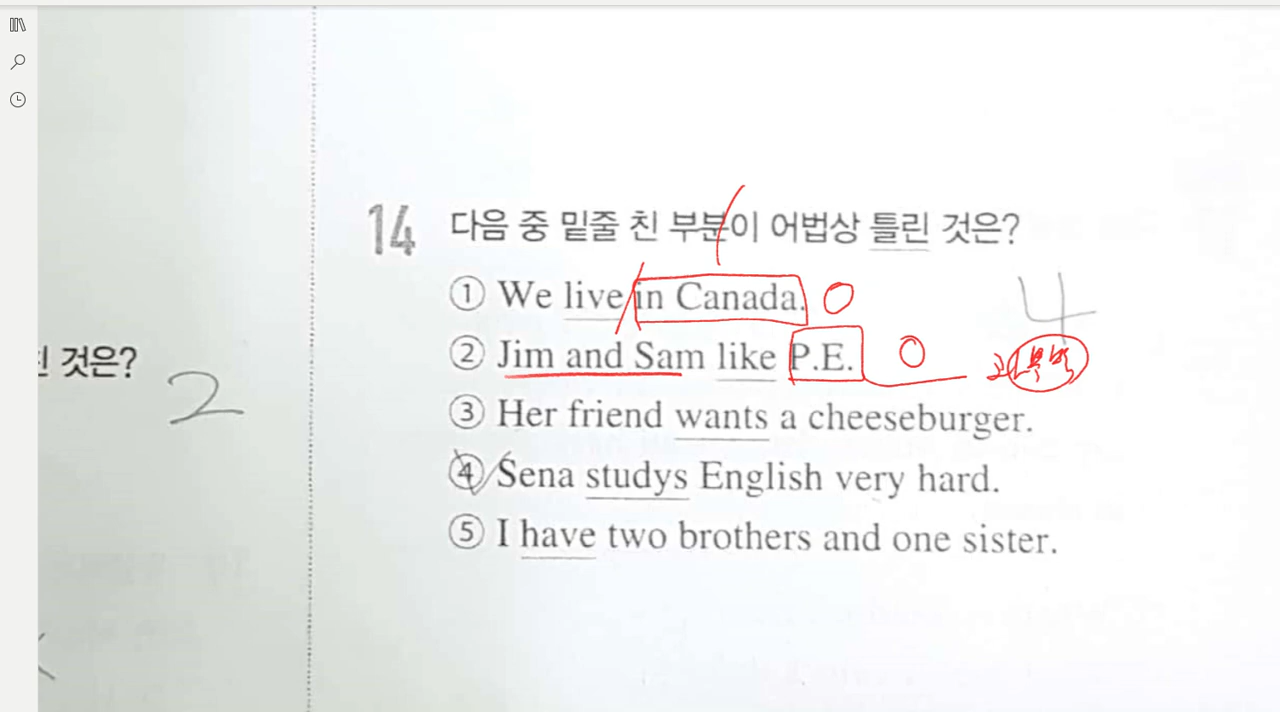 14 다음 중 밑줄 친 부분이 어법상 틀린 것은?
① We live in Canada. O
4
② Jim and Sam like P.E. O
것은?
2
③ Her friend wants a cheeseburger.
④ Sena studys English very hard.
⑤ I have two brothers and one sister.